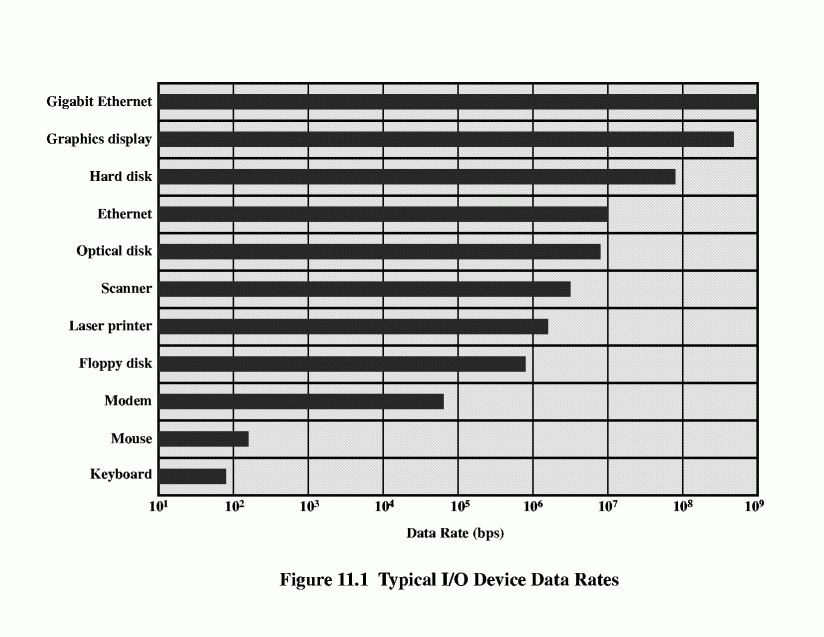 Gigabit Ethernet
Graphics display
Hard disk
Ethernet
Optical disk
Scanner
Laser printer
Floppy disk
Modem
Mouse
Keyboard
10¹ 10² 10³ 10⁴ 10⁵ 10⁶ 10⁷ 10⁸ 10⁹
Data Rate (bps)
Figure 11.1 Typical I/O Device Data Rates